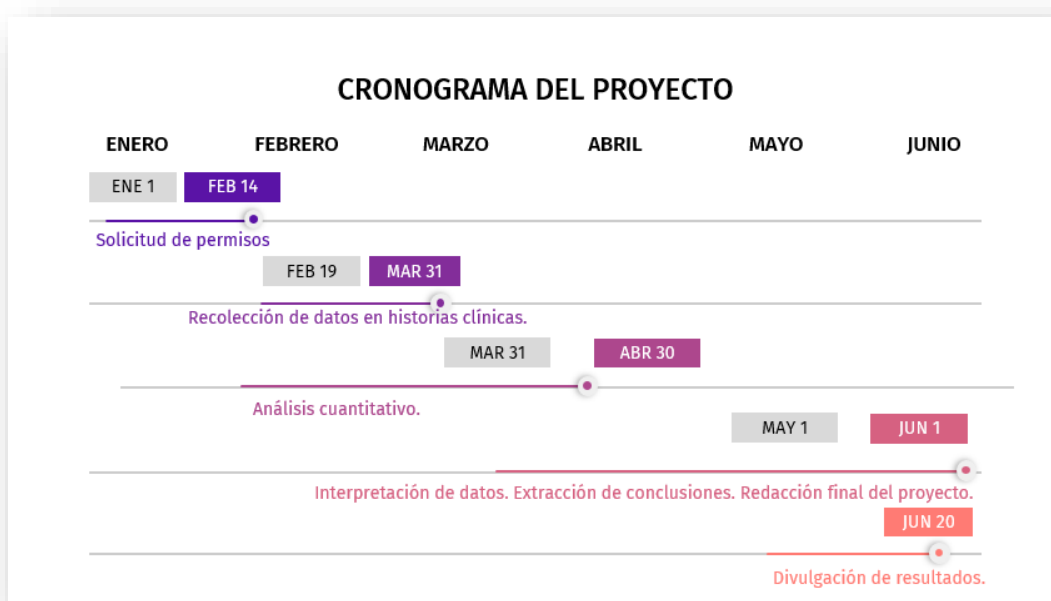 CRONOGRAMA DEL PROYECTO
ENERO FEBRERO MARZO ABRIL MAYO JUNIO
ENE 1 FEB 14
Solicitud de permisos
FEB 19 MAR 31
Recolección de datos en historias clínicas.
MAR 31 ABR 30
Análisis cuantitativo.
MAY 1 JUN 1
Interpretación de datos. Extracción de conclusiones. Redacción final del proyecto.
JUN 20
Divulgación de resultados.